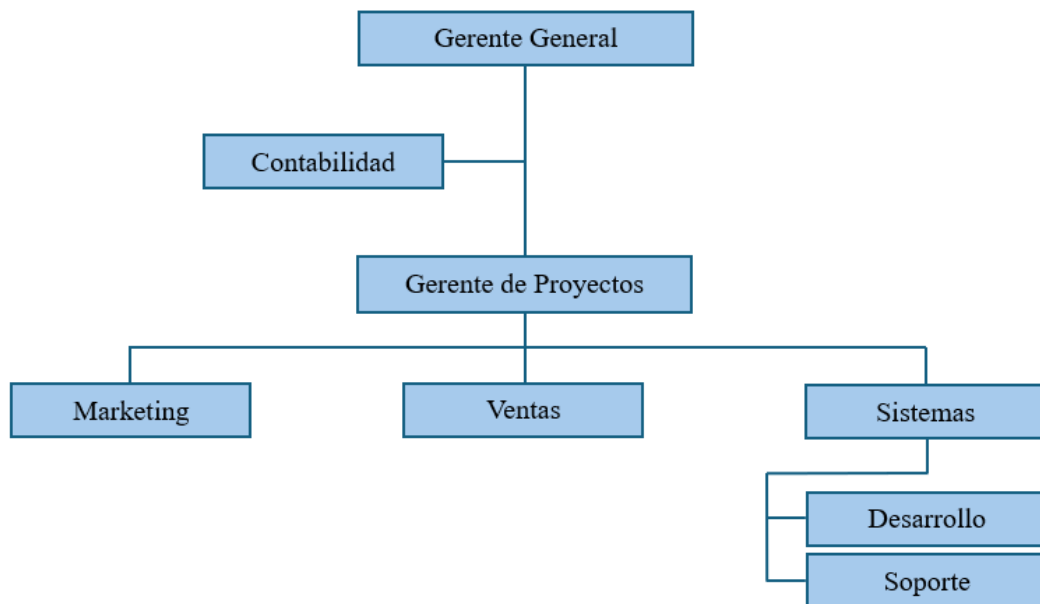 Gerente General
Contabilidad
Gerente de Proyectos
Marketing
Ventas
Sistemas
Desarrollo
Soporte